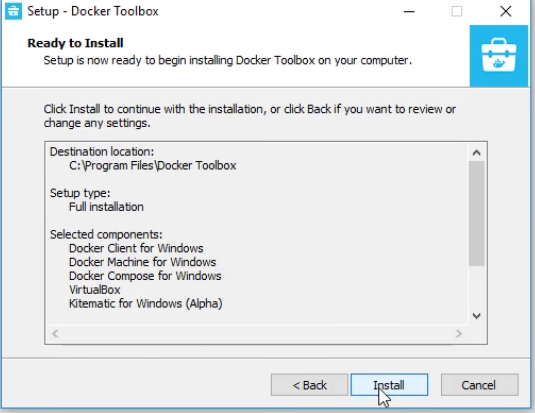 Setup - Docker Toolbox
Ready to Install
Setup is now ready to begin installing Docker Toolbox on your computer.
Click Install to continue with the installation, or click Back if you want to review or
change any settings.
Destination location:
C:\Program Files\Docker Toolbox
Setup type:
Full installation
Selected components:
Docker Client for Windows
Docker Machine for Windows
Docker Compose for Windows
VirtualBox
Kitematic for Windows (Alpha)
< Back
Install
Cancel